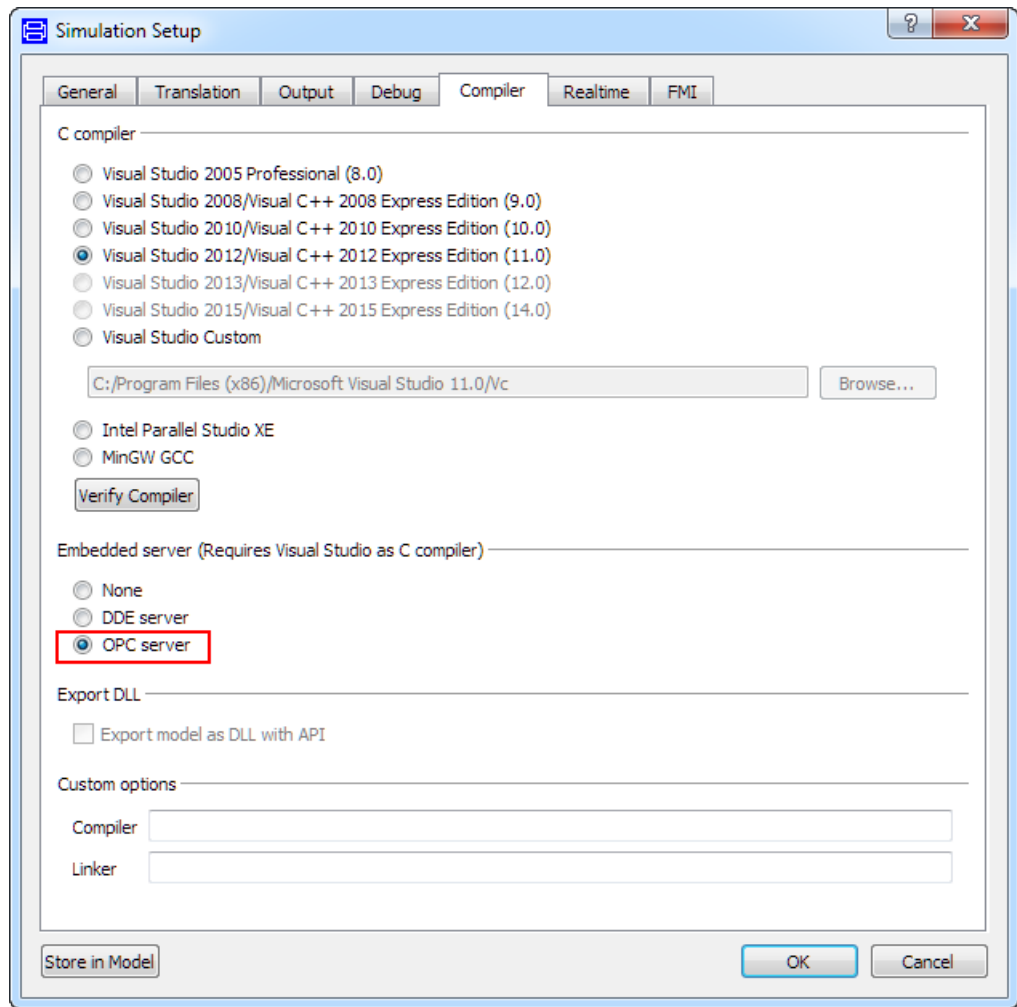 Simulation Setup
General Translation Output Debug Compiler Realtime FMI
C compiler
Visual Studio 2005 Professional (8.0)
Visual Studio 2008/Visual C++ 2008 Express Edition (9.0)
Visual Studio 2010/Visual C++ 2010 Express Edition (10.0)
Visual Studio 2012/Visual C++ 2012 Express Edition (11.0)
Visual Studio 2013/Visual C++ 2013 Express Edition (12.0)
Visual Studio 2015/Visual C++ 2015 Express Edition (14.0)
Visual Studio Custom
C:/Program Files (x86)/Microsoft Visual Studio 11.0/Vc Browse...
Intel Parallel Studio XE
MinGW GCC
Verify Compiler
Embedded server (Requires Visual Studio as C compiler)
None
DDE server
OPC server
Export DLL
Export model as DLL with API
Custom options
Compiler
Linker
Store in Model OK Cancel